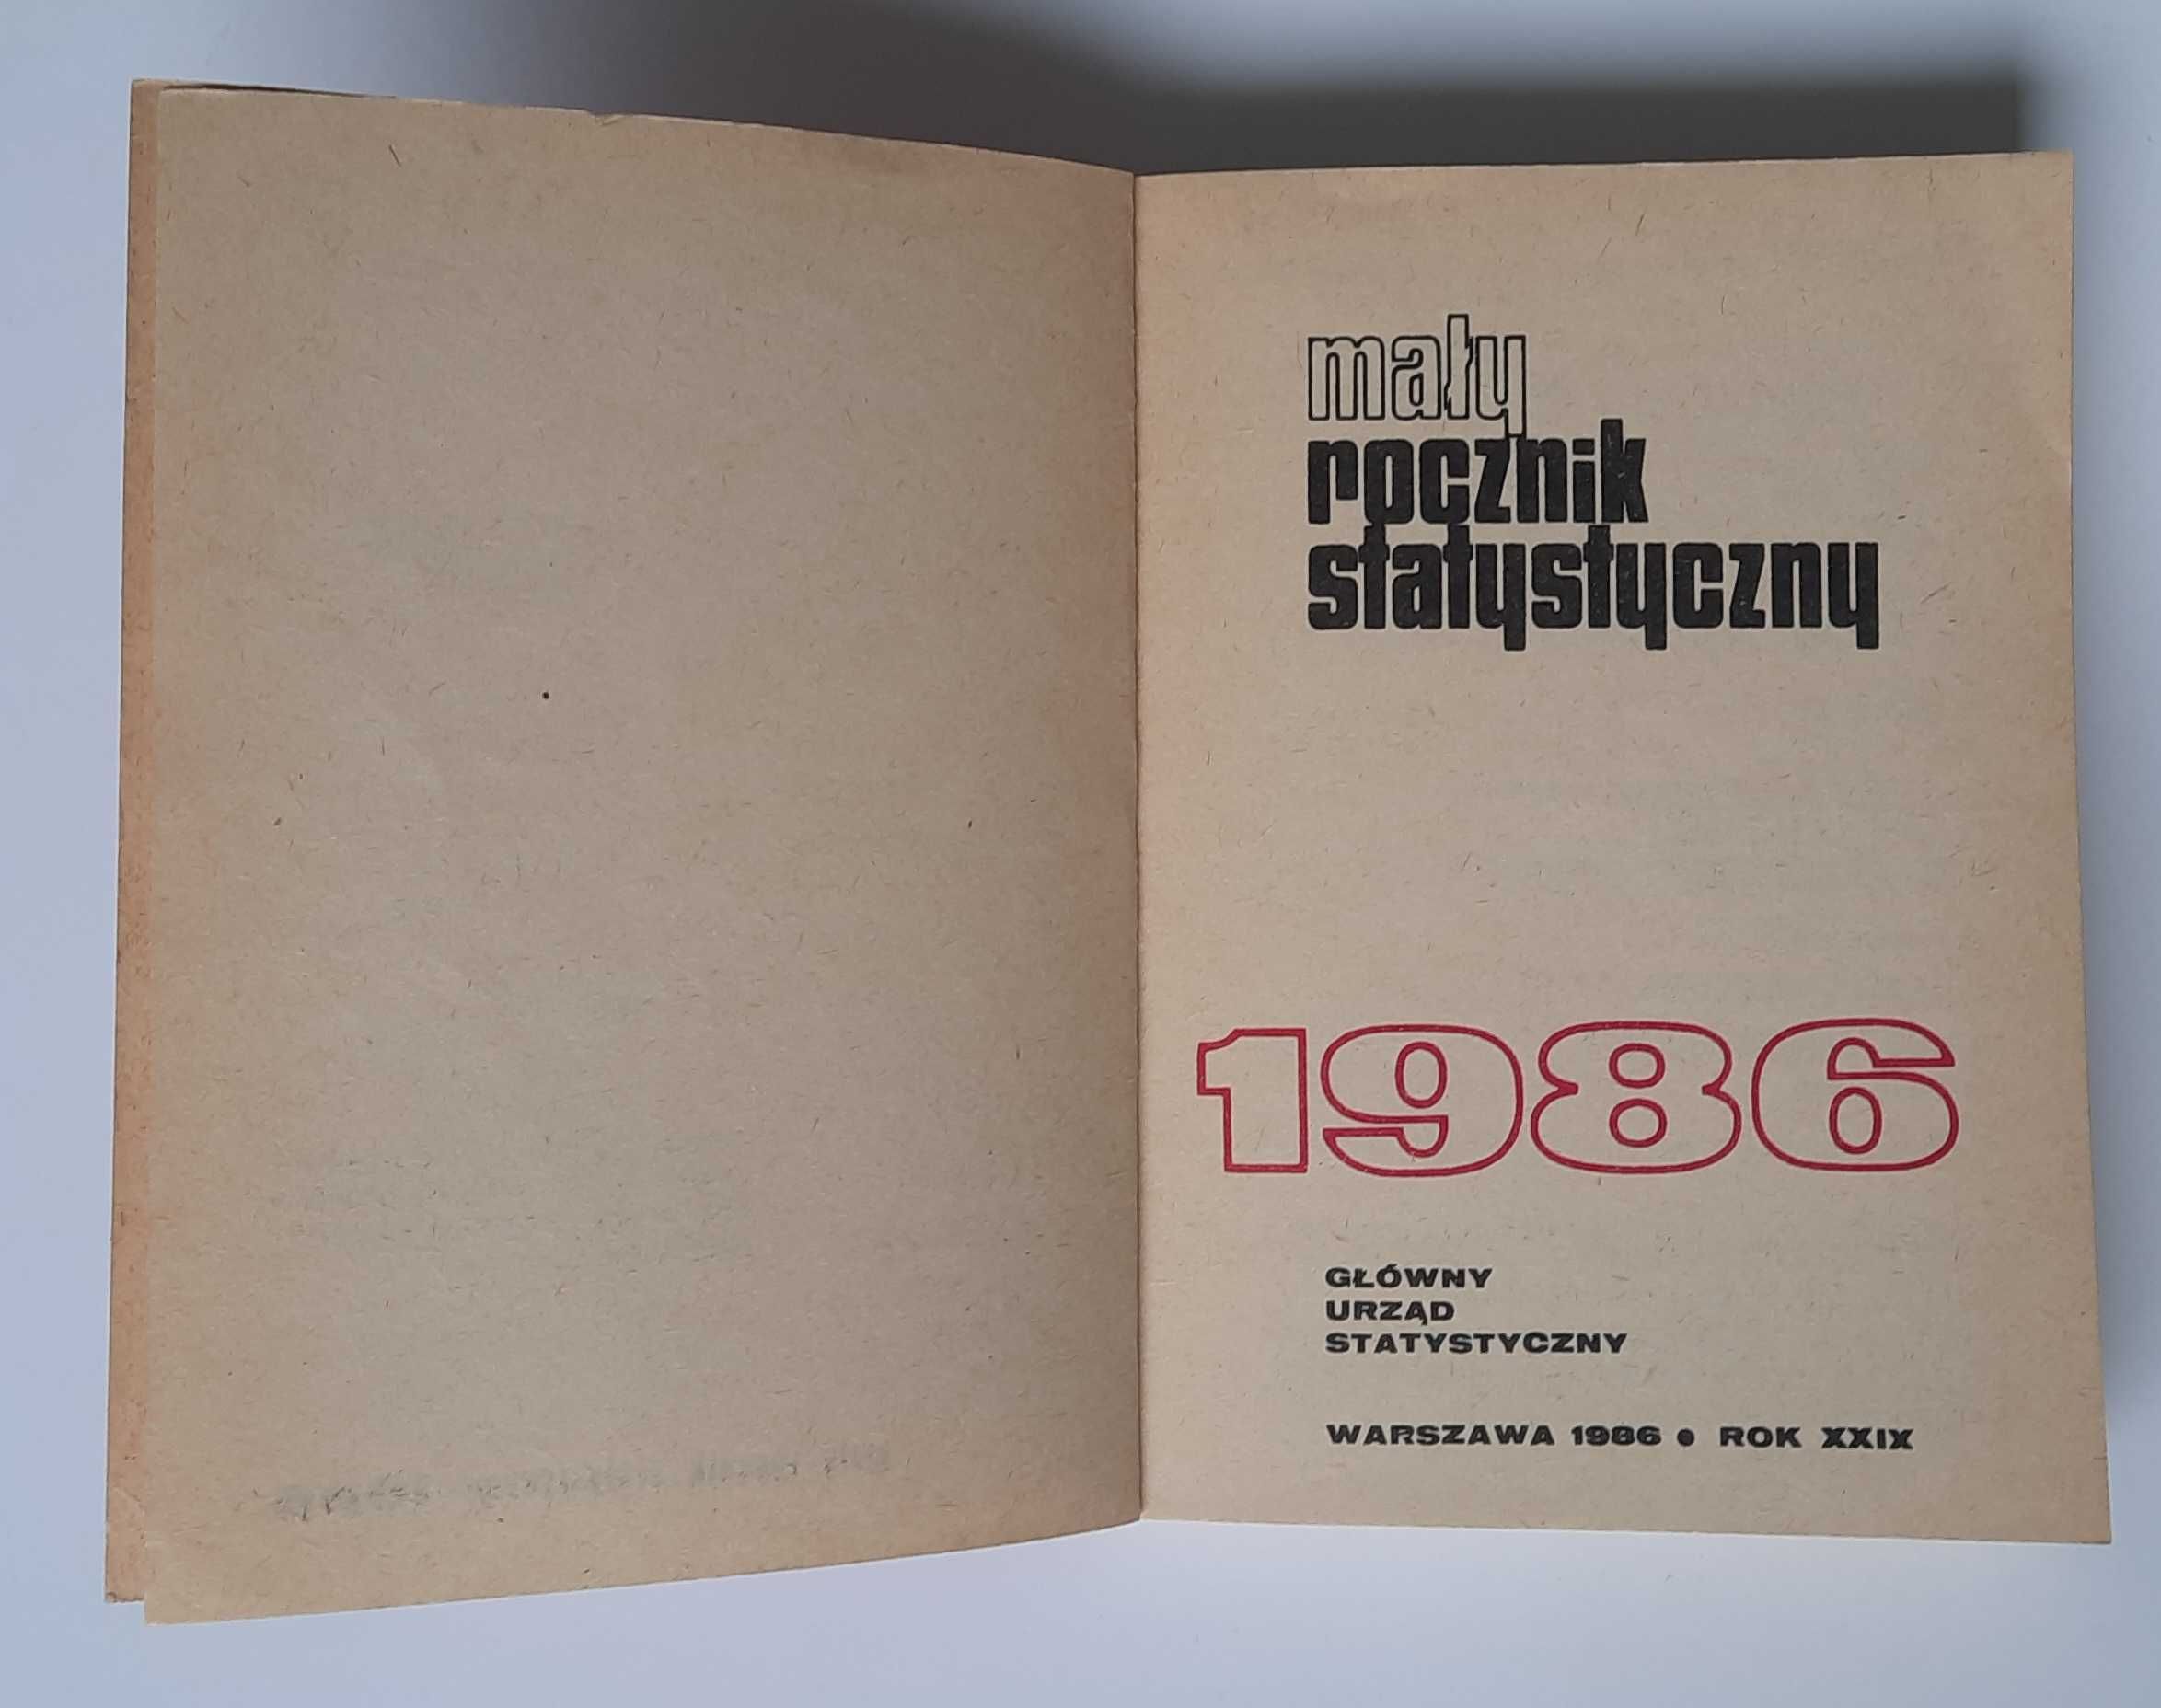 mały
rocznik
statystyczny
1986
GŁÓWNY
URZĄD
STATYSTYCZNY
WARSZAWA 1986 ● ROK XXIX